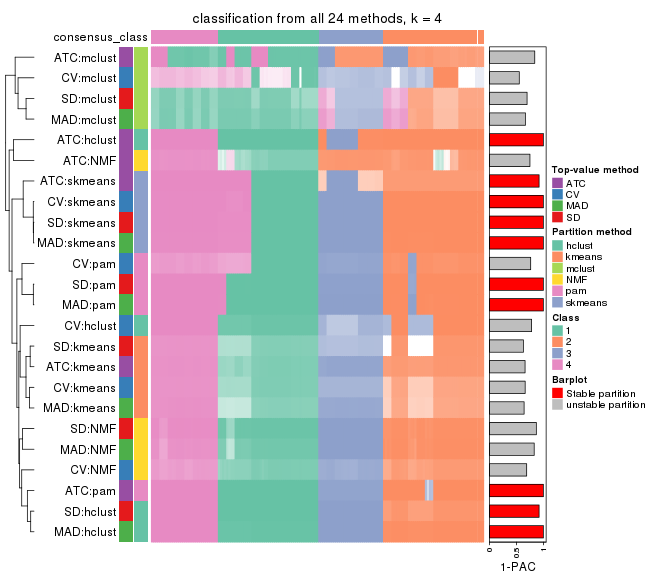 classification from all 24 methods, k = 4
consensus_class
ATC:mclust
CV:mclust
SD:mclust
MAD:mclust
ATC:hclust
ATC:NMF
ATC:skmeans
CV:skmeans
SD:skmeans
MAD:skmeans
CV:pam
SD:pam
MAD:pam
CV:hclust
SD:kmeans
ATC:kmeans
CV:kmeans
MAD:kmeans
SD:NMF
MAD:NMF
CV:NMF
ATC:pam
SD:hclust
MAD:hclust
0
0.5
1
1-PAC
Top-value method
ATC
CV
MAD
SD
Partition method
hclust
kmeans
mclust
NMF
pam
skmeans
Class
1
2
3
4
Barplot
Stable partition
unstable partition